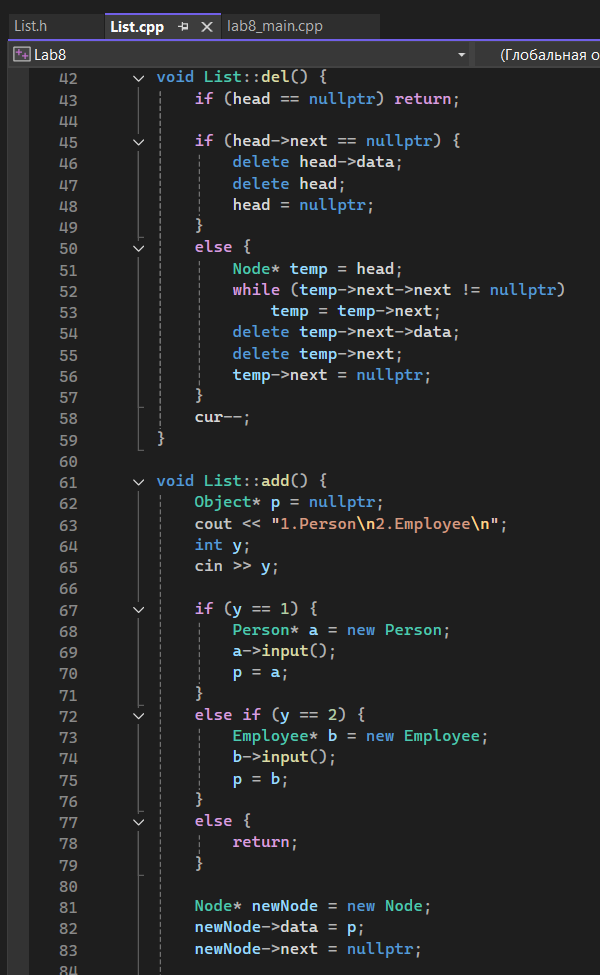 List.h List.cpp lab8_main.cpp
Lab8 (Глобальная о
42 void List::del() {
43 if (head == nullptr) return;
44
45 if (head->next == nullptr) {
46 delete head->data;
47 delete head;
48 head = nullptr;
49 }
50 else {
51 Node* temp = head;
52 while (temp->next->next != nullptr)
53 temp = temp->next;
54 delete temp->next->data;
55 delete temp->next;
56 temp->next = nullptr;
57 }
58 cur--;
59 }
60
61 void List::add() {
62 Object* p = nullptr;
63 cout << "1.Person\n2.Employee\n";
64 int y;
65 cin >> y;
66
67 if (y == 1) {
68 Person* a = new Person;
69 a->input();
70 p = a;
71 }
72 else if (y == 2) {
73 Employee* b = new Employee;
74 b->input();
75 p = b;
76 }
77 else {
78 return;
79 }
80
81 Node* newNode = new Node;
82 newNode->data = p;
83 newNode->next = nullptr;
84